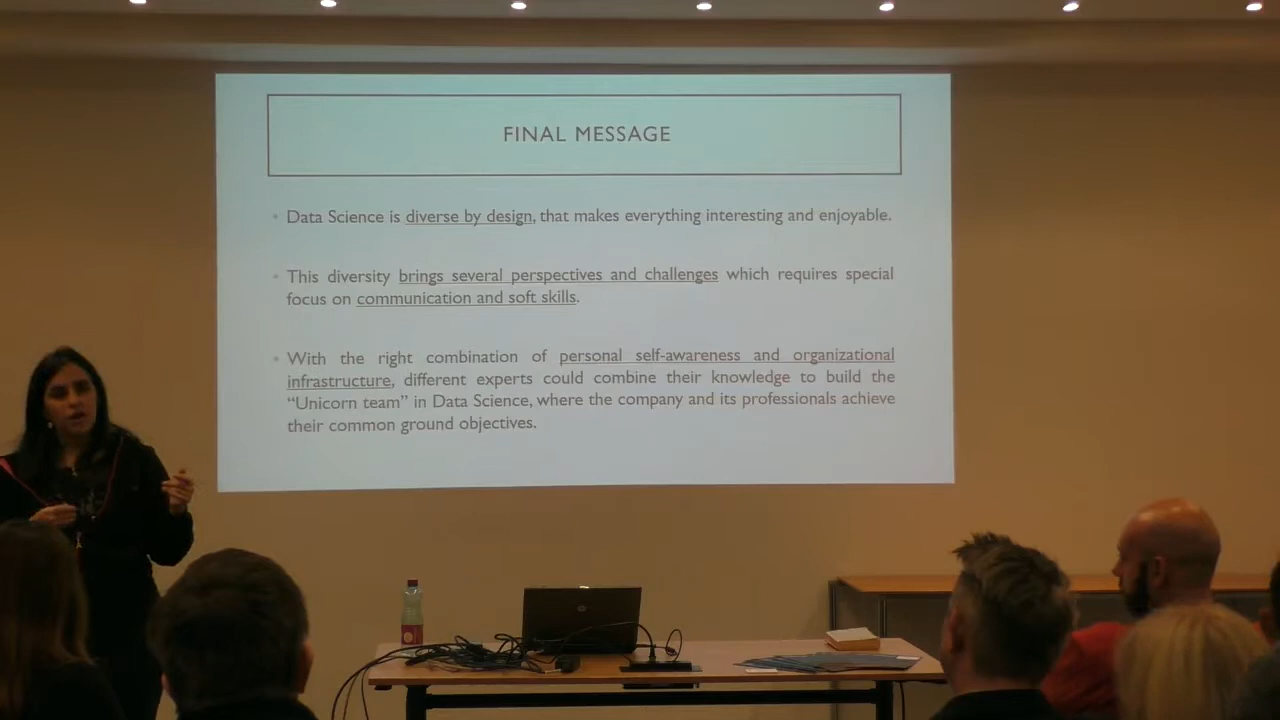 FINAL MESSAGE
Data Science is diverse by design, that makes everything interesting and enjoyable.
This diversity brings several perspectives and challenges which requires special
focus on communication and soft skills.
With the right combination of personal self-awareness and organizational
infrastructure, different experts could combine their knowledge to build the
“Unicorn team” in Data Science, where the company and its professionals achieve
their common ground objectives.